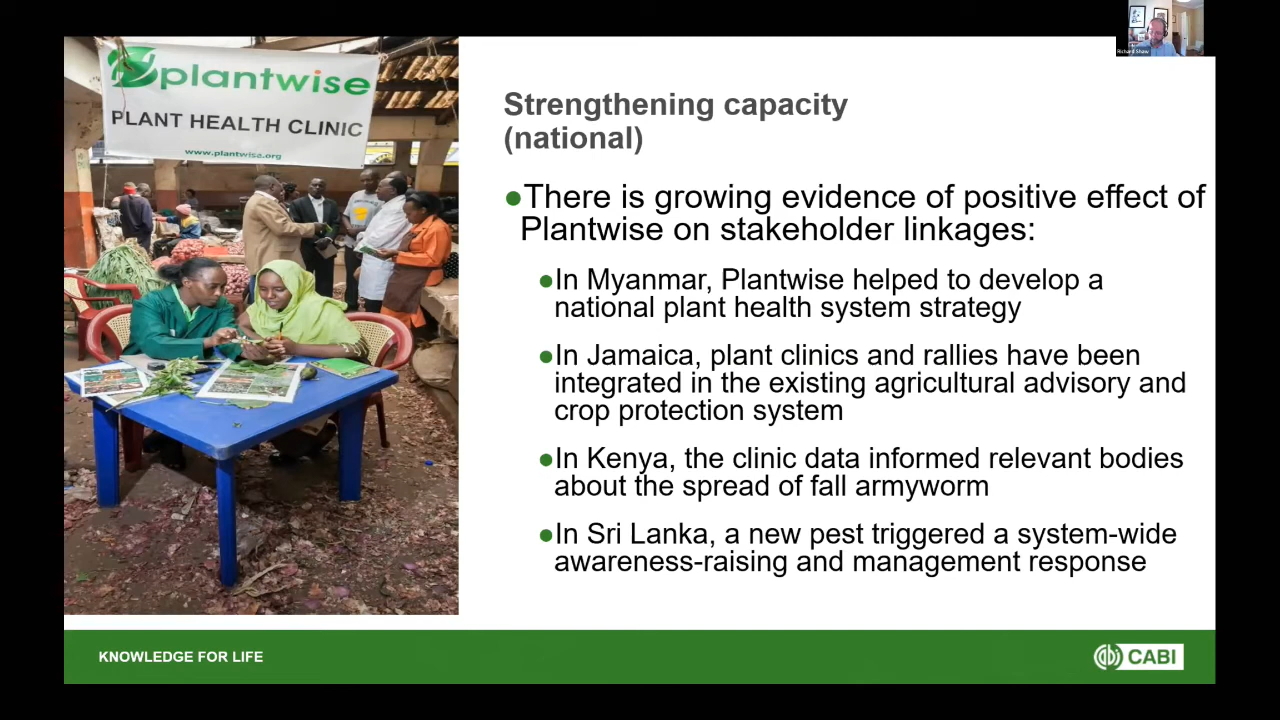 Richard Shaw
plantwise
PLANT HEALTH CLINIC
www.plantwise.org
Strengthening capacity
(national)
●There is growing evidence of positive effect of
Plantwise on stakeholder linkages:
●In Myanmar, Plantwise helped to develop a
national plant health system strategy
●In Jamaica, plant clinics and rallies have been
integrated in the existing agricultural advisory and
crop protection system
●In Kenya, the clinic data informed relevant bodies
about the spread of fall armyworm
●In Sri Lanka, a new pest triggered a system-wide
awareness-raising and management response
KNOWLEDGE FOR LIFE
CABI